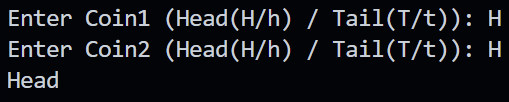 Enter Coin1 (Head(H/h) / Tail(T/t)): H
Enter Coin2 (Head(H/h) / Tail(T/t)): H
Head